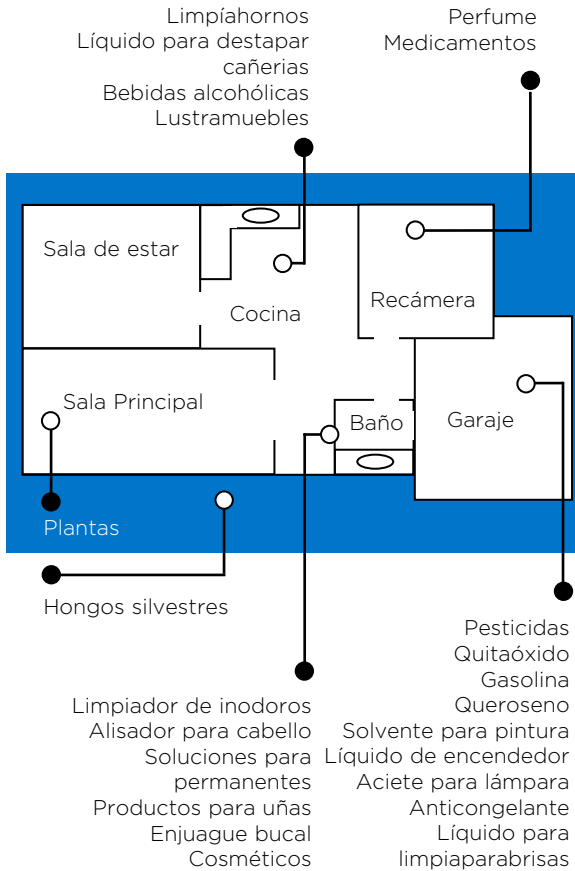 Limpíahornos
Líquido para destapar
cañerias
Bebidas alcohólicas
Lustramuebles
Perfume
Medicamentos
Sala de estar
Cocina
Recámera
Sala Principal
Baño
Garaje
Plantas
Hongos silvestres
Limpiador de inodoros
Alisador para cabello
Soluciones para
permanentes
Productos para uñas
Enjuague bucal
Cosméticos
Pesticidas
Quitaóxido
Gasolina
Queroseno
Solvente para pintura
Líquido de encendedor
Aciete para lámpara
Anticongelante
Líquido para
limpiaparabrisas